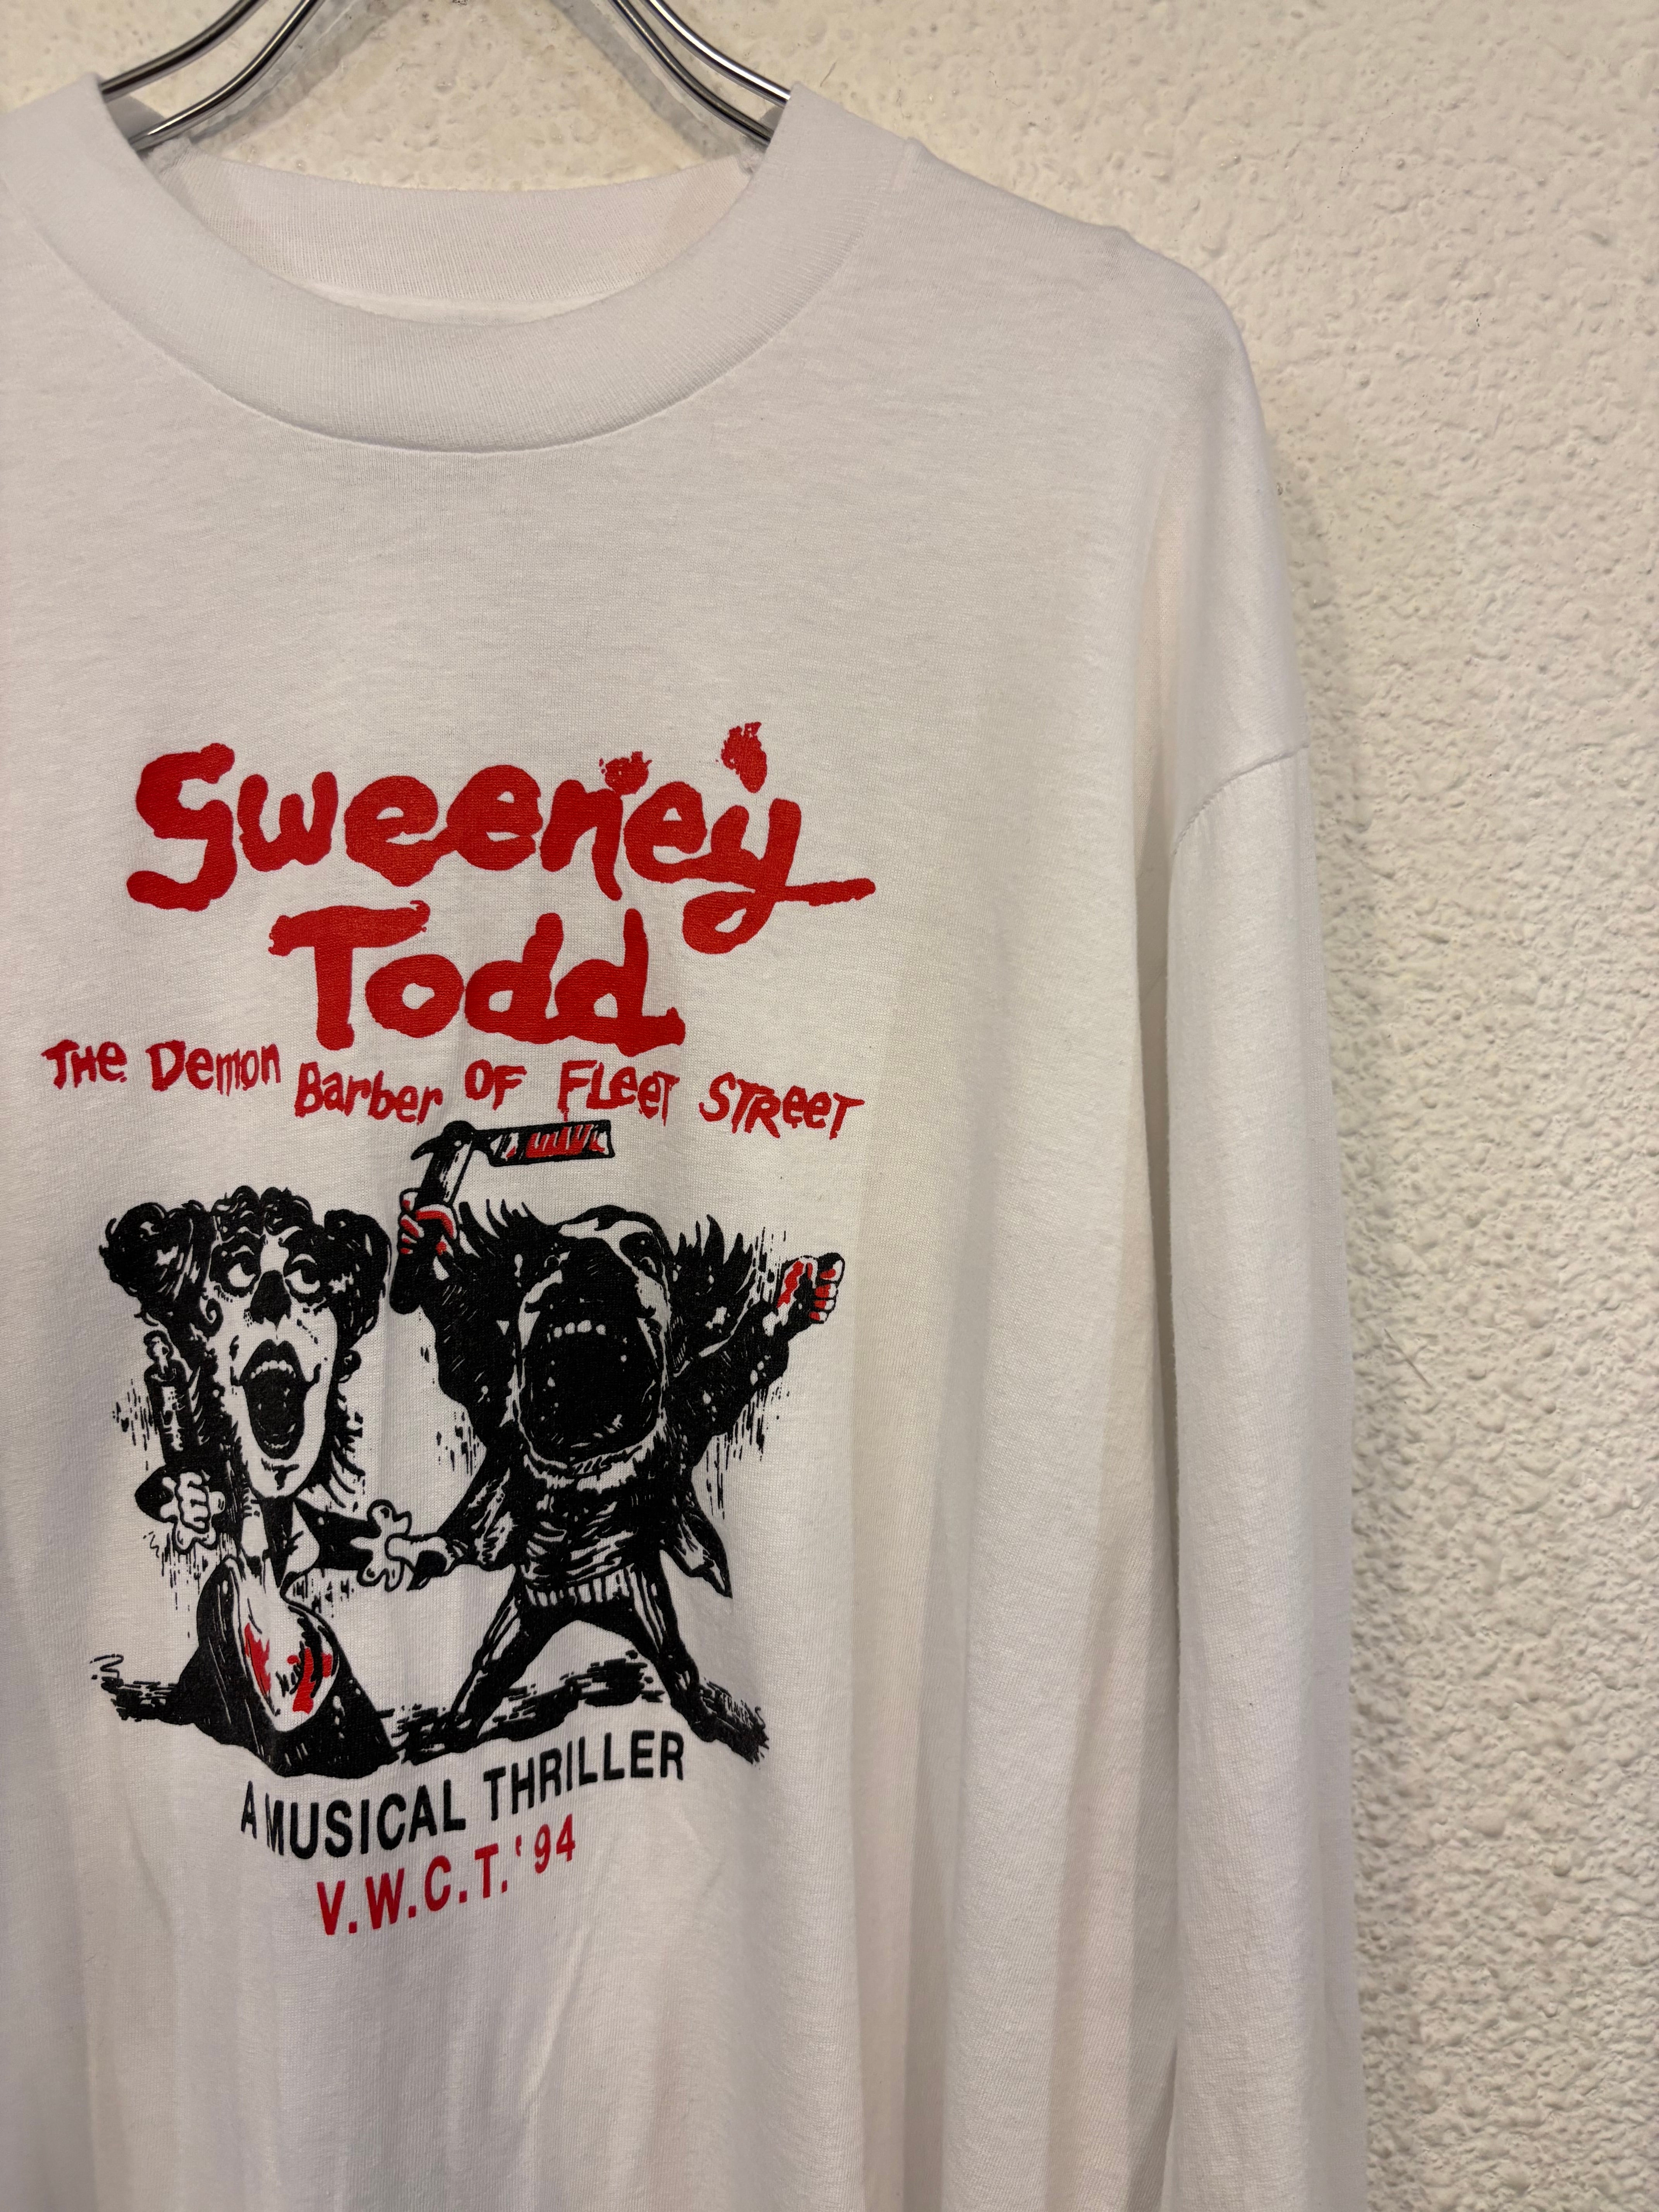 Sweeney
Todd
THE Demon Barber OF FLeeT STReeT
A MUSICAL THRILLER
V.W.C.T. '94